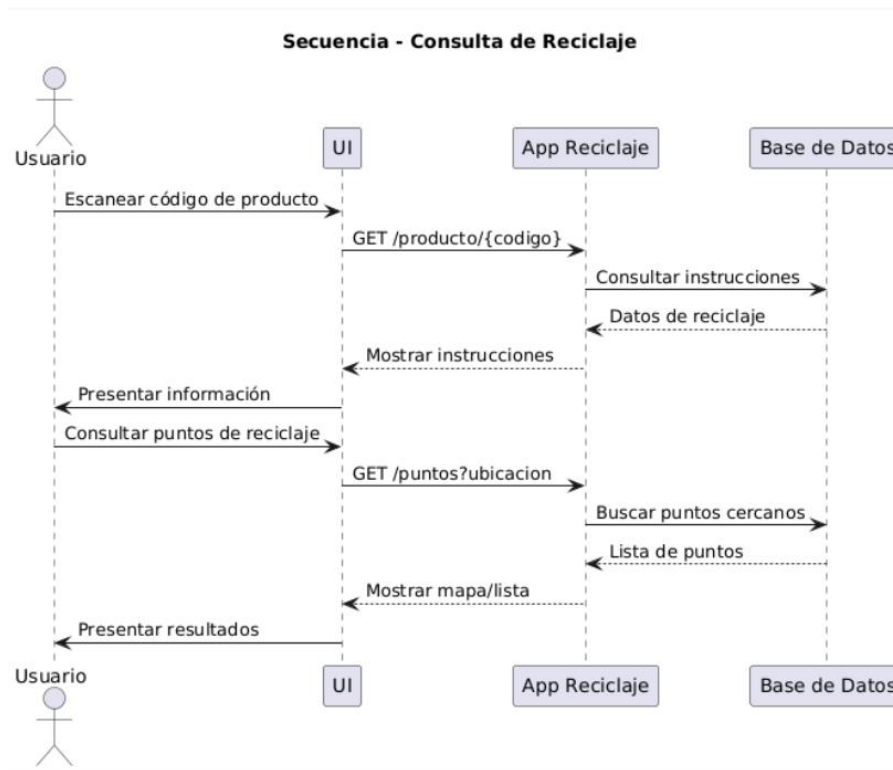 Secuencia - Consulta de Reciclaje
Usuario
UI
App Reciclaje
Base de Datos
Escanear código de producto
GET /producto/{codigo}
Consultar instrucciones
Datos de reciclaje
Mostrar instrucciones
Presentar información
Consultar puntos de reciclaje
GET /puntos?ubicacion
Buscar puntos cercanos
Lista de puntos
Mostrar mapa/lista
Presentar resultados
Usuario
UI
App Reciclaje
Base de Datos